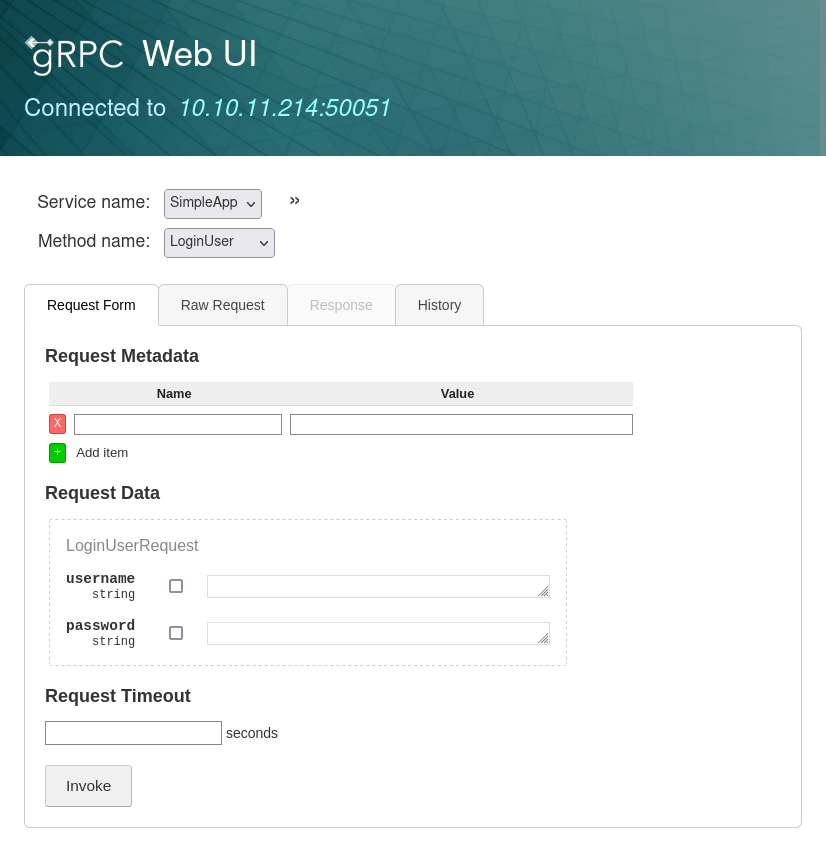 gRPC Web UI
Connected to 10.10.11.214:50051
Service name: SimpleApp »
Method name: LoginUser
Request Form Raw Request Response History
Request Metadata
Name Value
X
+ Add item
Request Data
LoginUserRequest
username
string
password
string
Request Timeout
seconds
Invoke